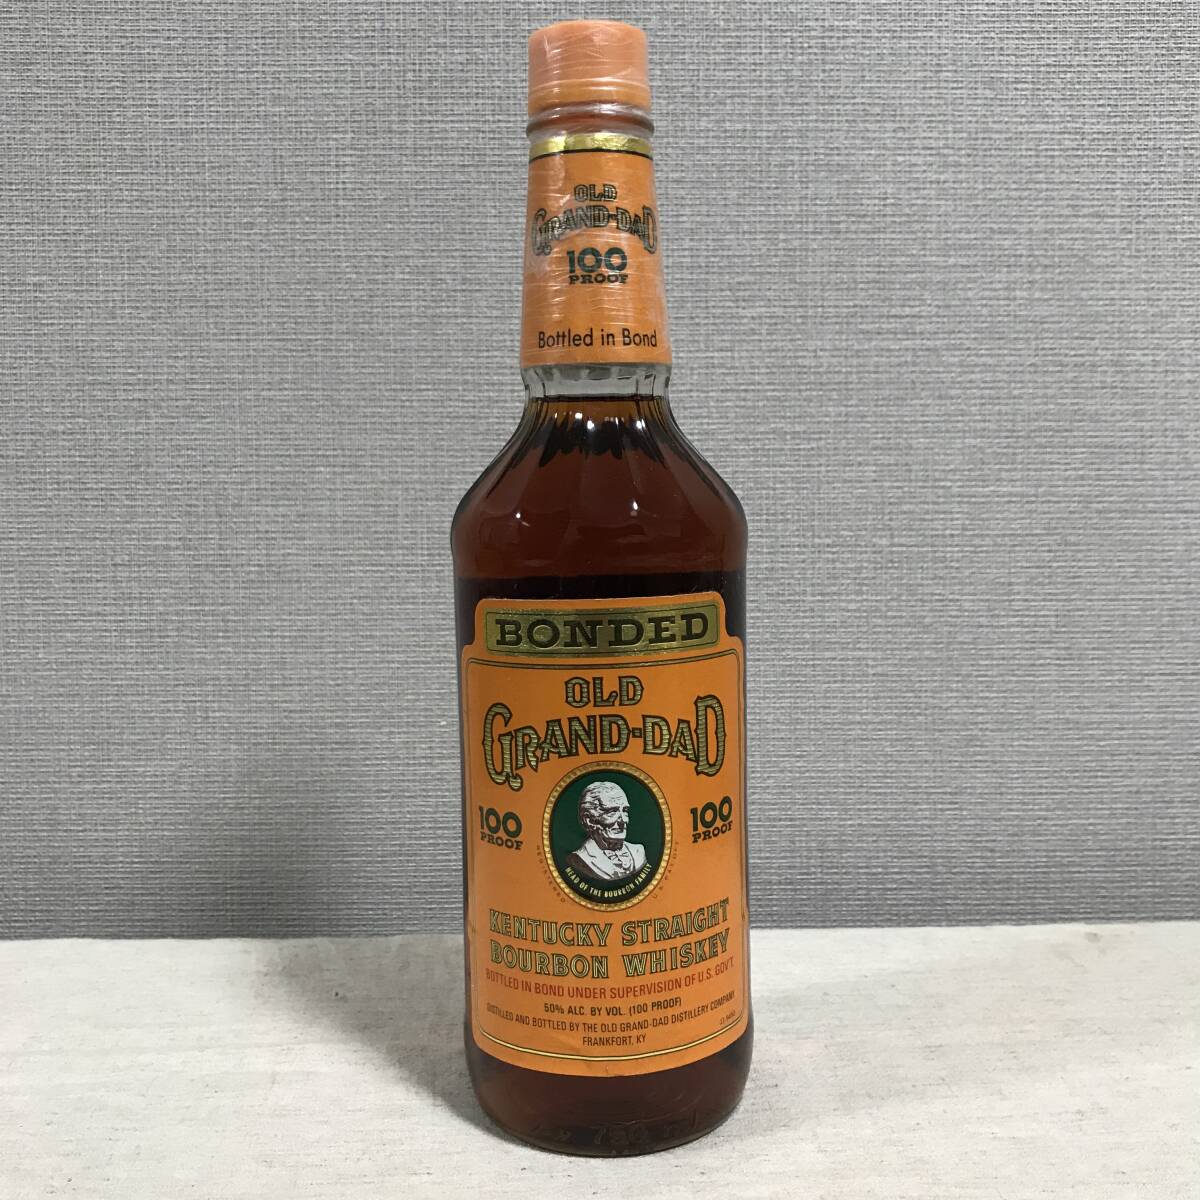 OLD
GRAND-DAD
100
PROOF
Bottled in Bond
BONDED
OLD
GRAND-DAD
100
PROOF
100
PROOF
HEAD OF THE BOURBON FAMILY
KENTUCKY STRAIGHT
BOURBON WHISKEY
BOTTLED IN BOND UNDER SUPERVISION OF U.S. GOV'T.
50% ALC. BY VOL. (100 PROOF)
DISTILLED AND BOTTLED BY THE OLD GRAND-DAD DISTILLERY COMPANY
FRANKFORT, KY